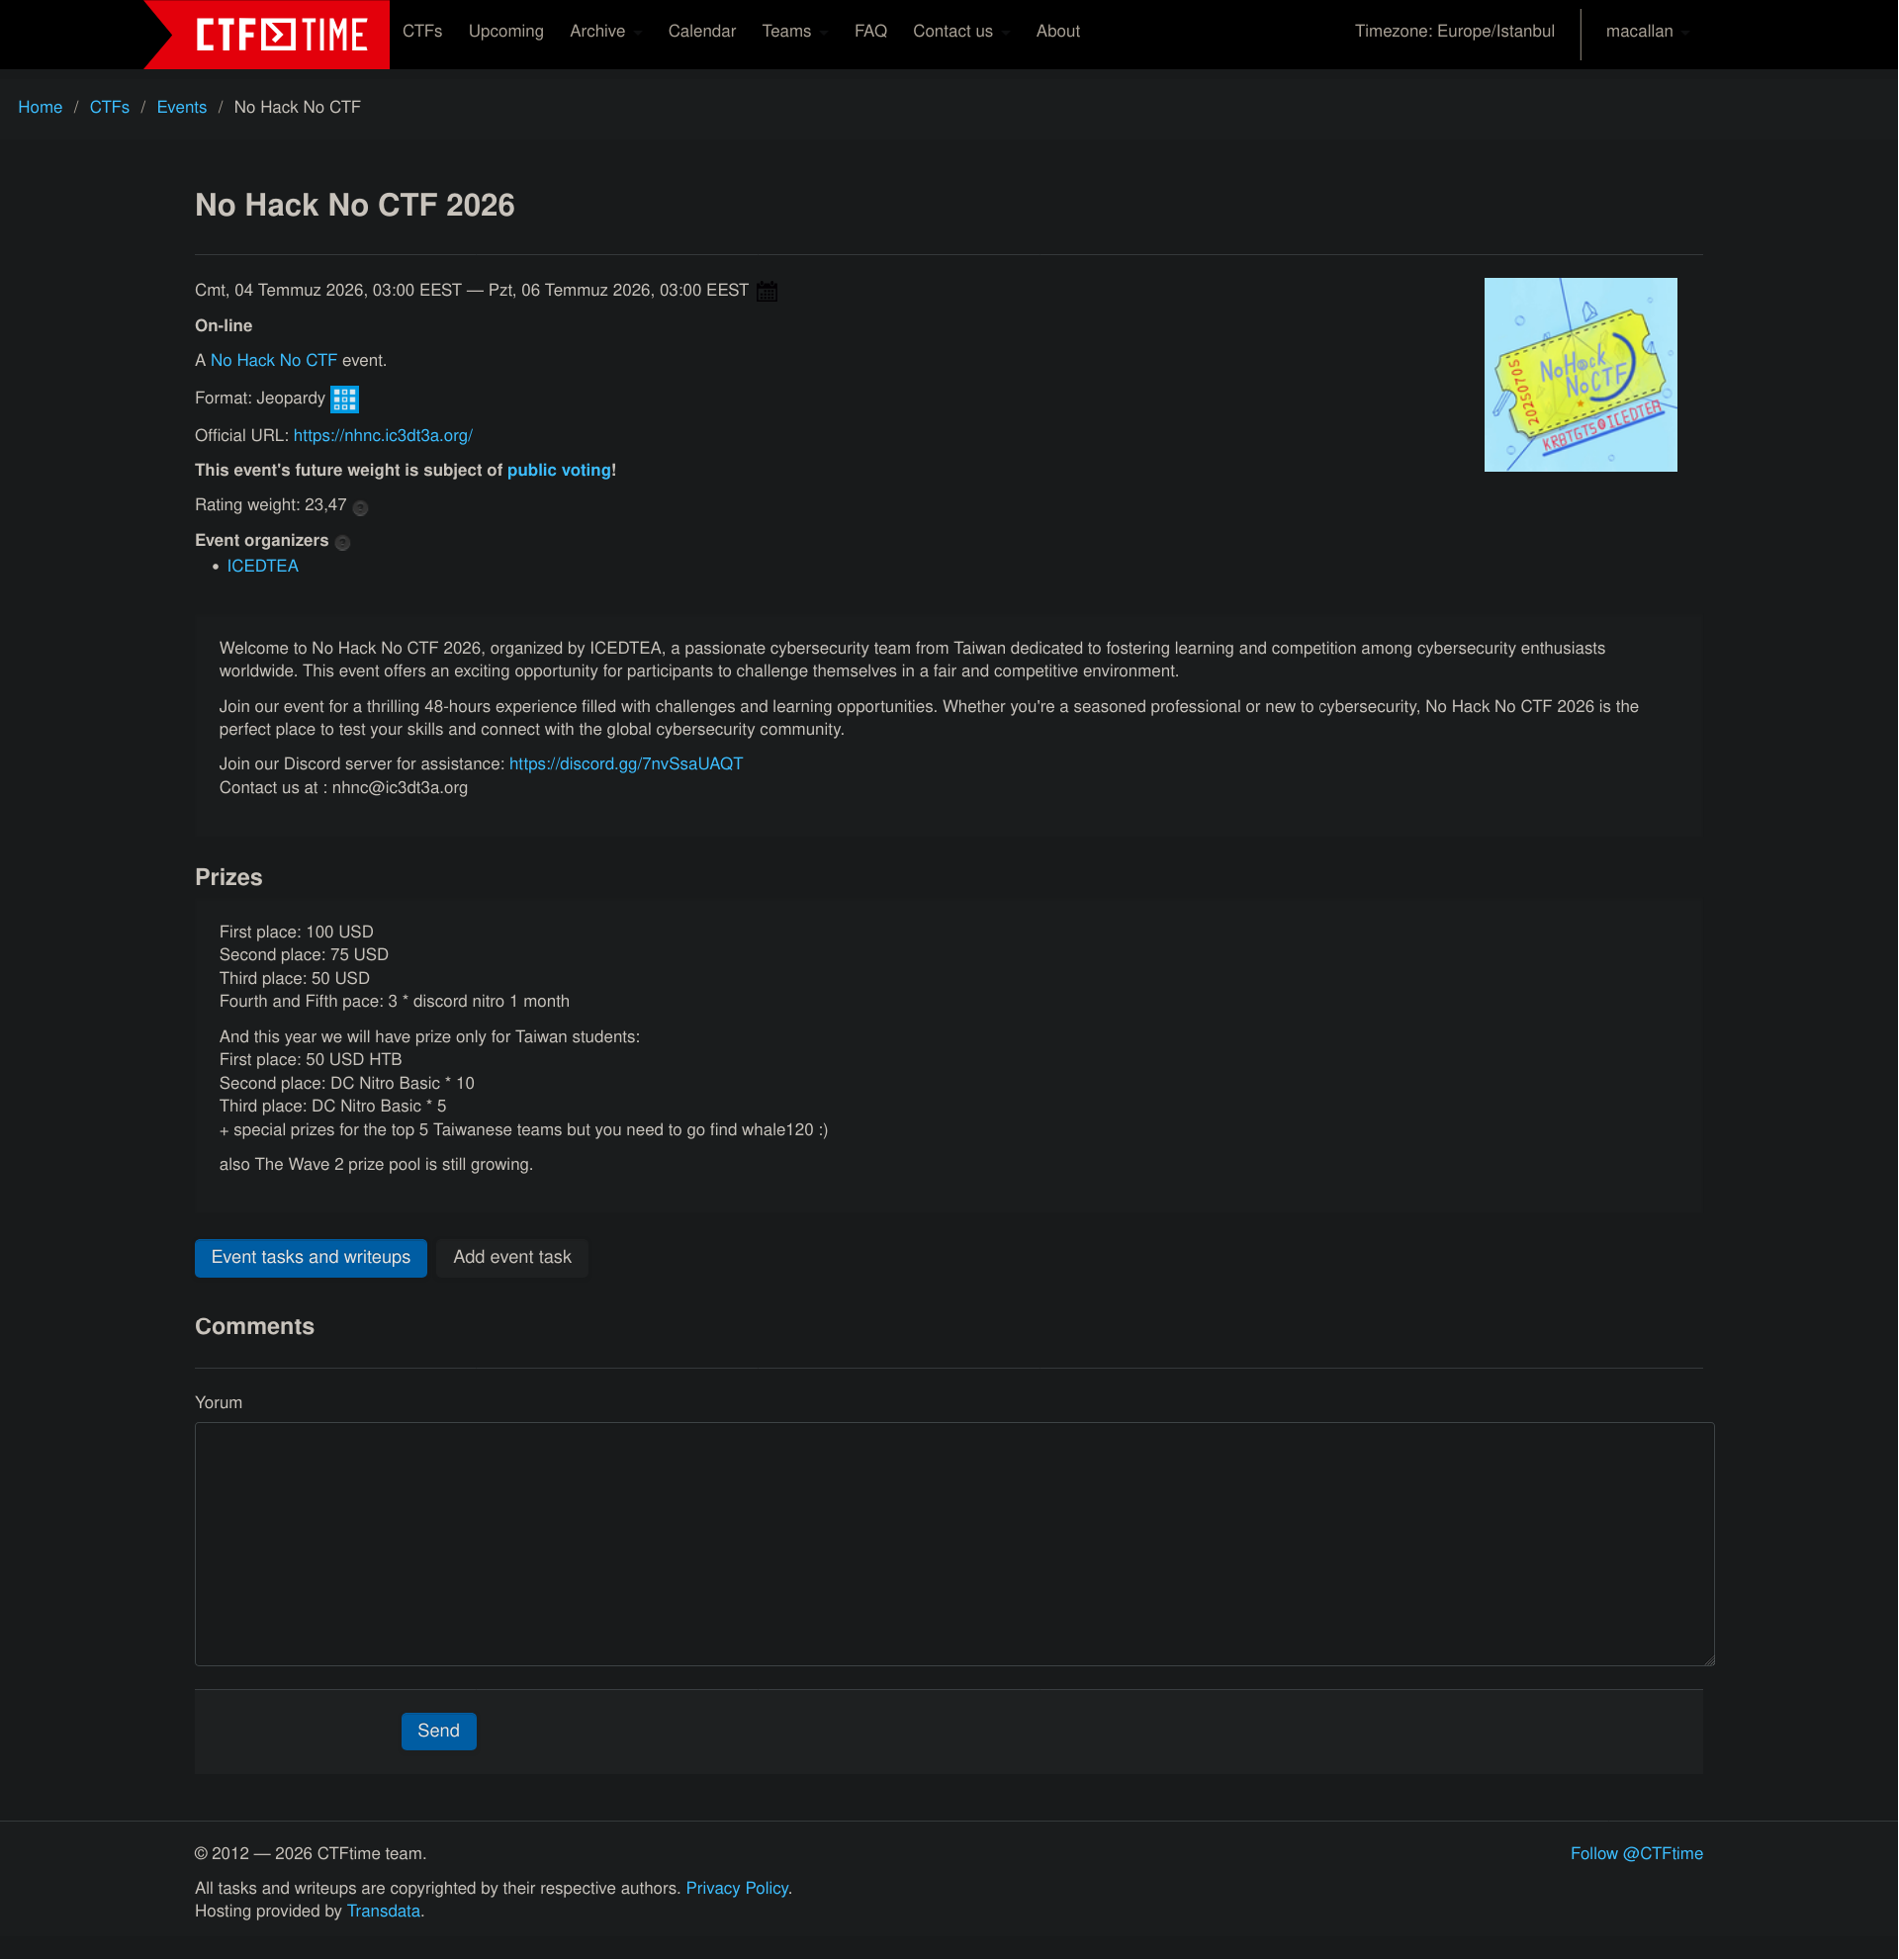 CTF TIME CTFs Upcoming Archive Calendar Teams FAQ Contact us About Timezone: Europe/Istanbul macallan
Home / CTFs / Events / No Hack No CTF
No Hack No CTF 2026
Cmt, 04 Temmuz 2026, 03:00 EEST — Pzt, 06 Temmuz 2026, 03:00 EEST
On-line
A No Hack No CTF event.
Format: Jeopardy
Official URL: https://nhnc.ic3dt3a.org/
This event's future weight is subject of public voting!
Rating weight: 23,47
Event organizers
• ICEDTEA
NoH@ck
NoCTF
20250705
KRBTGTS@ICEDTEA
Welcome to No Hack No CTF 2026, organized by ICEDTEA, a passionate cybersecurity team from Taiwan dedicated to fostering learning and competition among cybersecurity enthusiasts
worldwide. This event offers an exciting opportunity for participants to challenge themselves in a fair and competitive environment.
Join our event for a thrilling 48-hours experience filled with challenges and learning opportunities. Whether you're a seasoned professional or new to cybersecurity, No Hack No CTF 2026 is the
perfect place to test your skills and connect with the global cybersecurity community.
Join our Discord server for assistance: https://discord.gg/7nvSsaUAQT
Contact us at : nhnc@ic3dt3a.org
Prizes
First place: 100 USD
Second place: 75 USD
Third place: 50 USD
Fourth and Fifth pace: 3 * discord nitro 1 month
And this year we will have prize only for Taiwan students:
First place: 50 USD HTB
Second place: DC Nitro Basic * 10
Third place: DC Nitro Basic * 5
+ special prizes for the top 5 Taiwanese teams but you need to go find whale120 :)
also The Wave 2 prize pool is still growing.
Event tasks and writeups Add event task
Comments
Yorum
Send
© 2012 — 2026 CTFtime team. Follow @CTFtime
All tasks and writeups are copyrighted by their respective authors. Privacy Policy.
Hosting provided by Transdata.